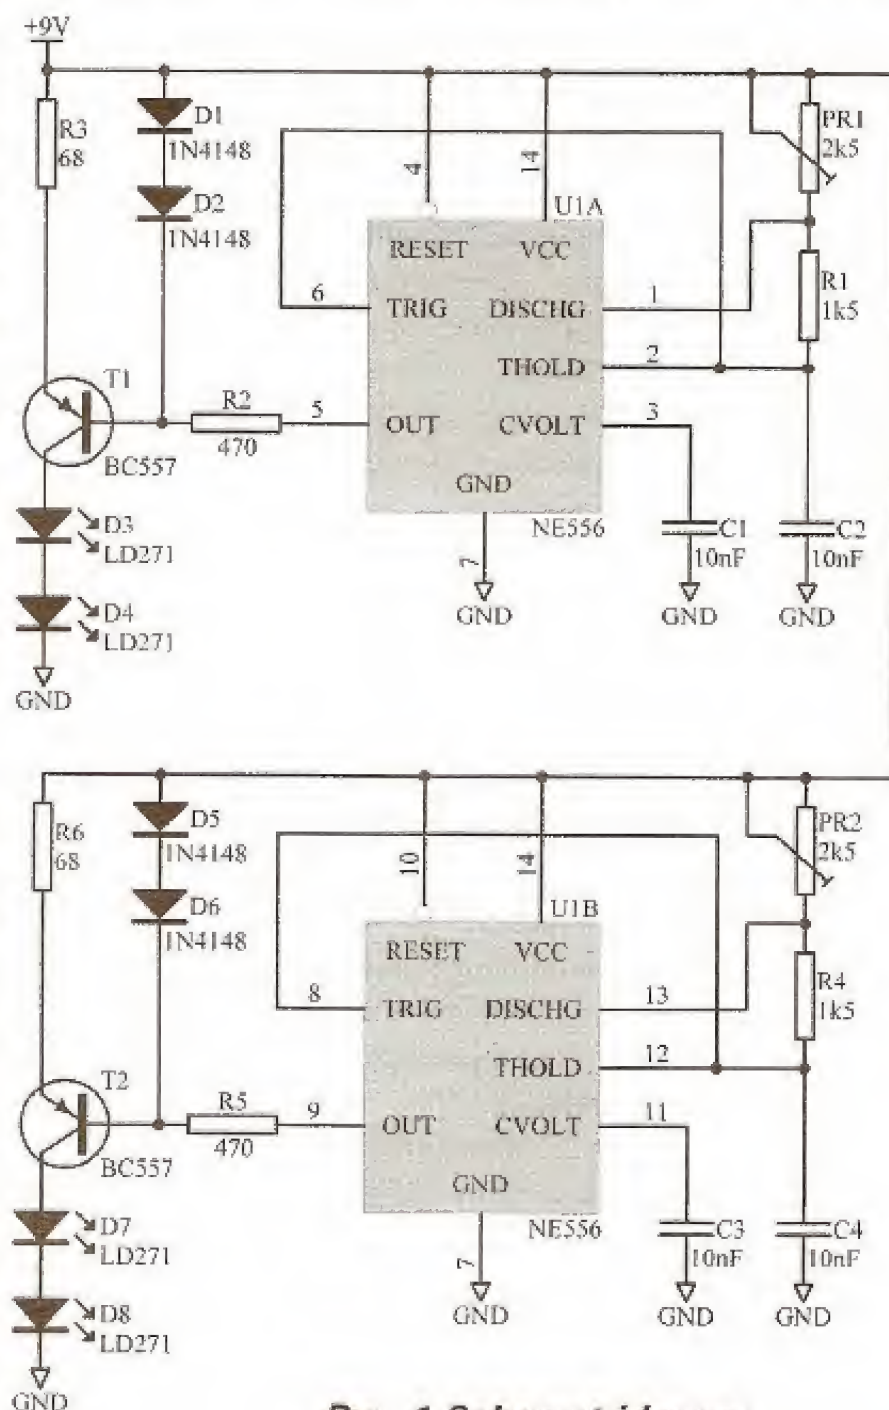 +9V
R3
68
D1
1N4148
D2
1N4148
4
14
U1A
PR1
2k5
RESET
VCC
6
TRIG
DISCHG
1
R1
1k5
THOLD
2
T1
BC557
R2
470
5
OUT
CVOLT
3
GND
NE556
D3
LD271
D4
LD271
GND
7
GND
C1
10nF
GND
C2
10nF
GND
R6
68
D5
1N4148
D6
1N4148
10
14
U1B
PR2
2k5
RESET
VCC
8
TRIG
DISCHG
13
R4
1k5
THOLD
12
T2
BC557
R5
470
9
OUT
CVOLT
11
GND
NE556
D7
LD271
D8
LD271
GND
7
GND
C3
10nF
GND
C4
10nF
GND